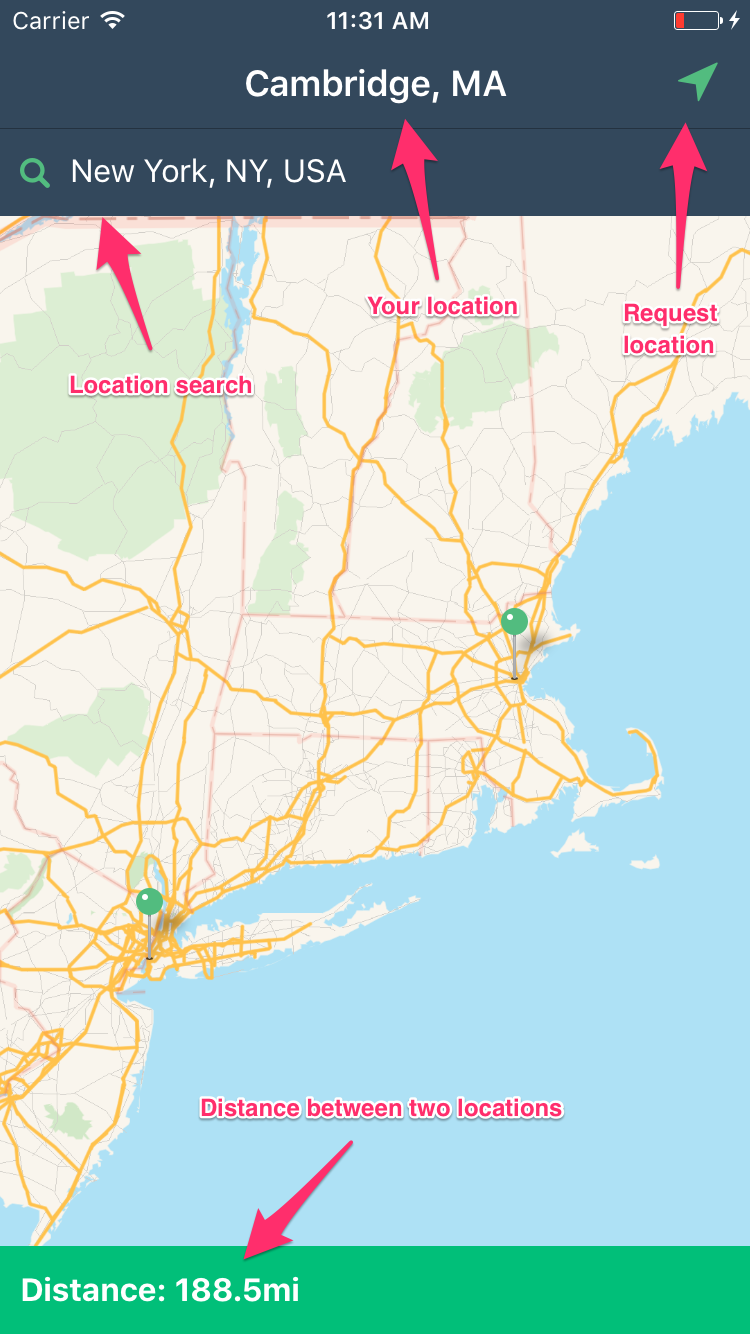 Carrier 11:31 AM
Cambridge, MA
New York, NY, USA
Your location
Request
location
Location search
Distance between two locations
Distance: 188.5mi